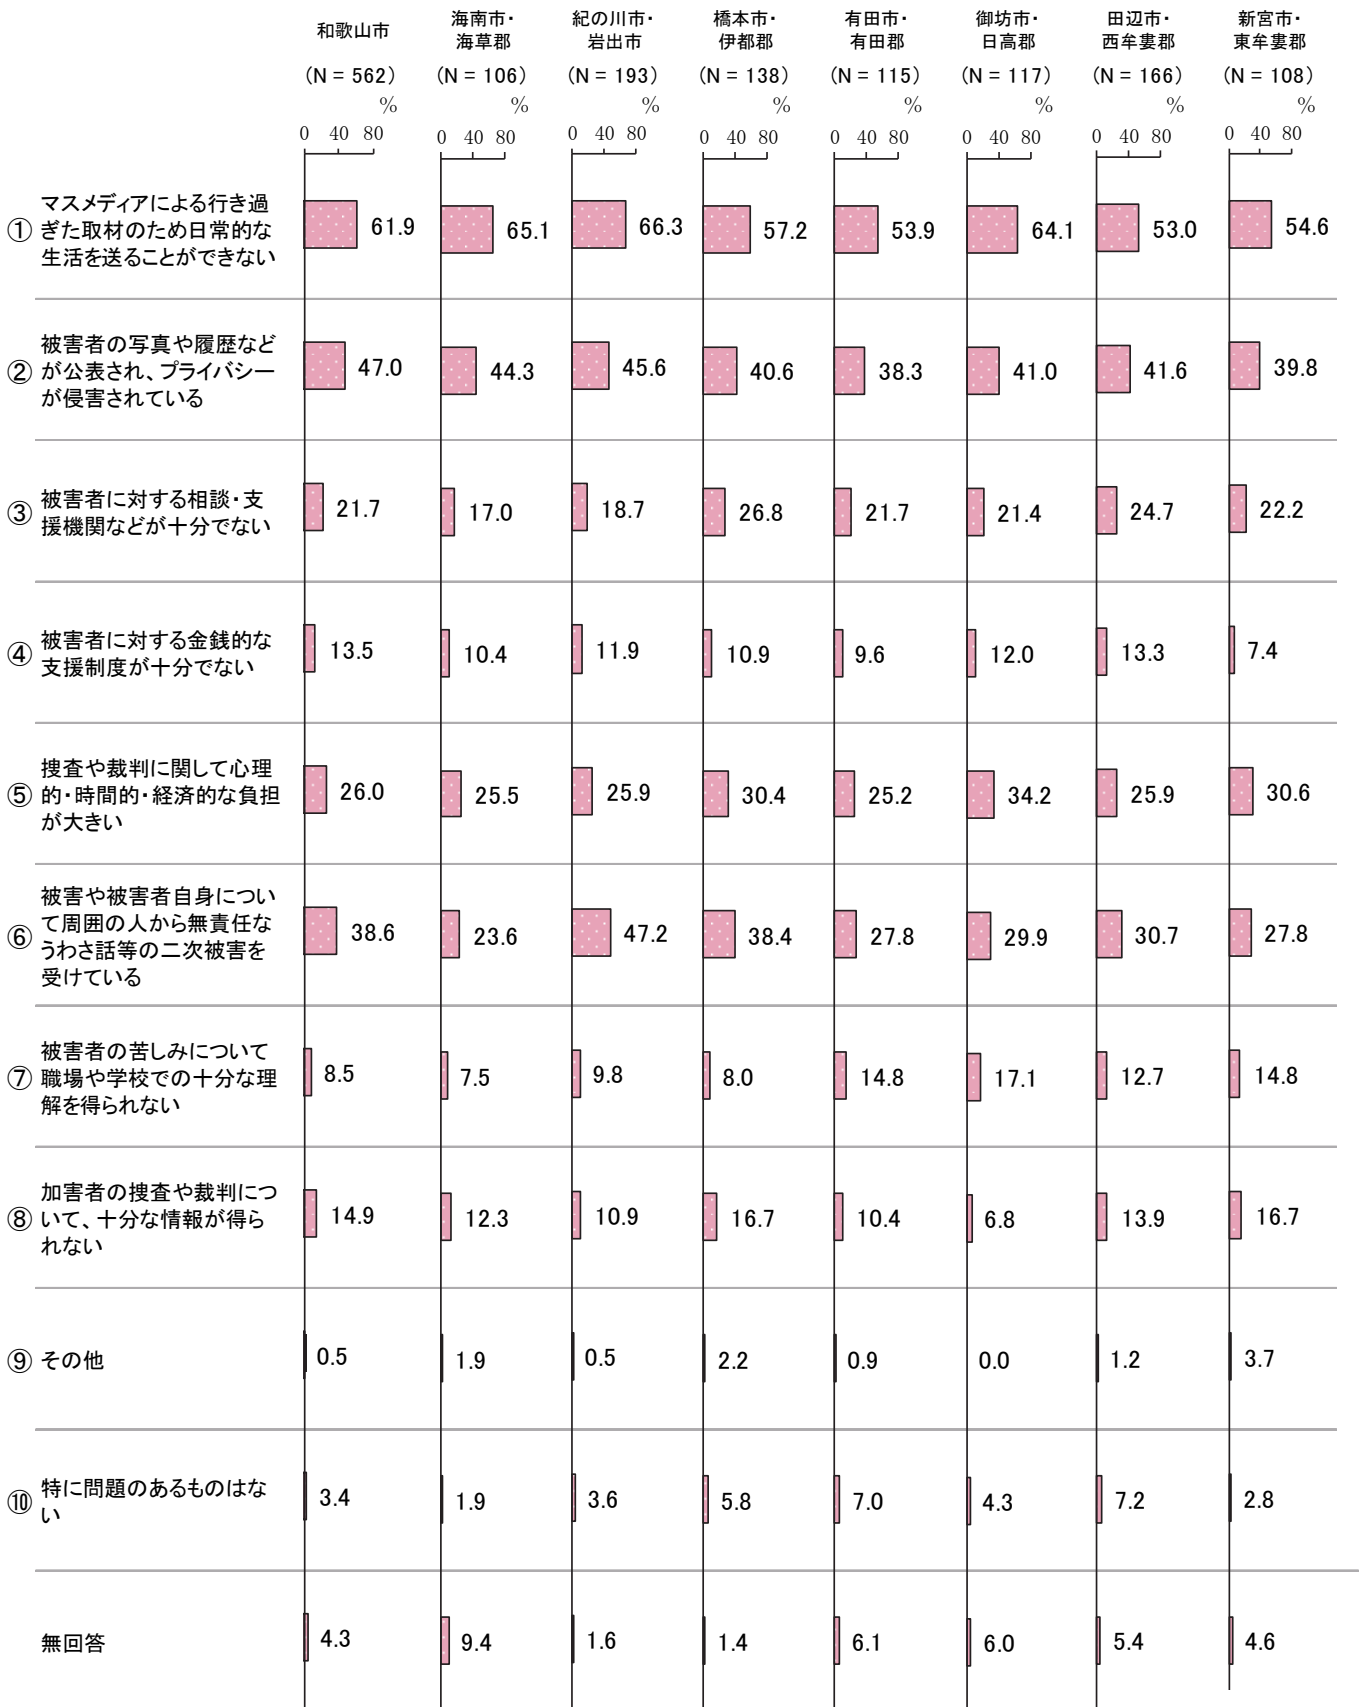 和歌山市
海南市・
海草郡
紀の川市・
岩出市
橋本市・
伊都郡
有田市・
有田郡
御坊市・
日高郡
田辺市・
西牟婁郡
新宮市・
東牟婁郡
(N = 562) (N = 106) (N = 193) (N = 138) (N = 115) (N = 117) (N = 166) (N = 108)
% % % % % % % %
0 40 80 0 40 80 0 40 80 0 40 80 0 40 80 0 40 80 0 40 80 0 40 80
① マスメディアによる行き過
ぎた取材のため日常的な
生活を送ることができない
61.9 65.1 66.3 57.2 53.9 64.1 53.0 54.6
② 被害者の写真や履歴など
が公表され、プライバシー
が侵害されている
47.0 44.3 45.6 40.6 38.3 41.0 41.6 39.8
③ 被害者に対する相談・支
援機関などが十分でない
21.7 17.0 18.7 26.8 21.7 21.4 24.7 22.2
④ 被害者に対する金銭的な
支援制度が十分でない
13.5 10.4 11.9 10.9 9.6 12.0 13.3 7.4
⑤ 捜査や裁判に関して心理
的・時間的・経済的な負担
が大きい
26.0 25.5 25.9 30.4 25.2 34.2 25.9 30.6
⑥ 被害や被害者自身につい
て周囲の人から無責任な
うわさ話等の二次被害を
受けている
38.6 23.6 47.2 38.4 27.8 29.9 30.7 27.8
⑦ 被害者の苦しみについて
職場や学校での十分な理
解を得られない
8.5 7.5 9.8 8.0 14.8 17.1 12.7 14.8
⑧ 加害者の捜査や裁判につ
いて、十分な情報が得ら
れない
14.9 12.3 10.9 16.7 10.4 6.8 13.9 16.7
⑨ その他
0.5 1.9 0.5 2.2 0.9 0.0 1.2 3.7
⑩ 特に問題のあるものはな
い
3.4 1.9 3.6 5.8 7.0 4.3 7.2 2.8
無回答
4.3 9.4 1.6 1.4 6.1 6.0 5.4 4.6